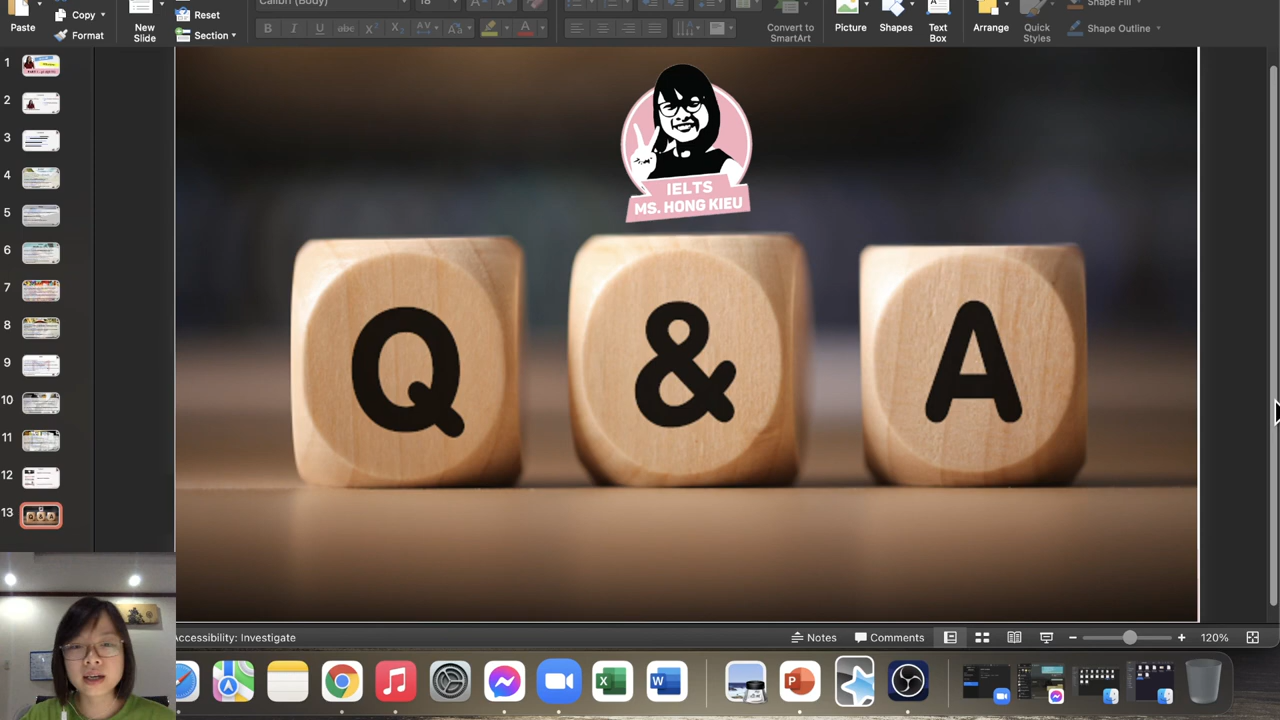 Calibri (Body)
18
Paste
Copy
Format
New
Slide
Reset
Section
B I U abc X X AV
A
Convert to
SmartArt
Picture
Shapes
Text
Box
Arrange
Quick
Styles
Shape Fill
Shape Outline
1
2
3
4
5
6
7
8
9
10
11
12
13
IELTS
MS. HONG KIEU
Q & A
Accessibility: Investigate
Notes
Comments
120%